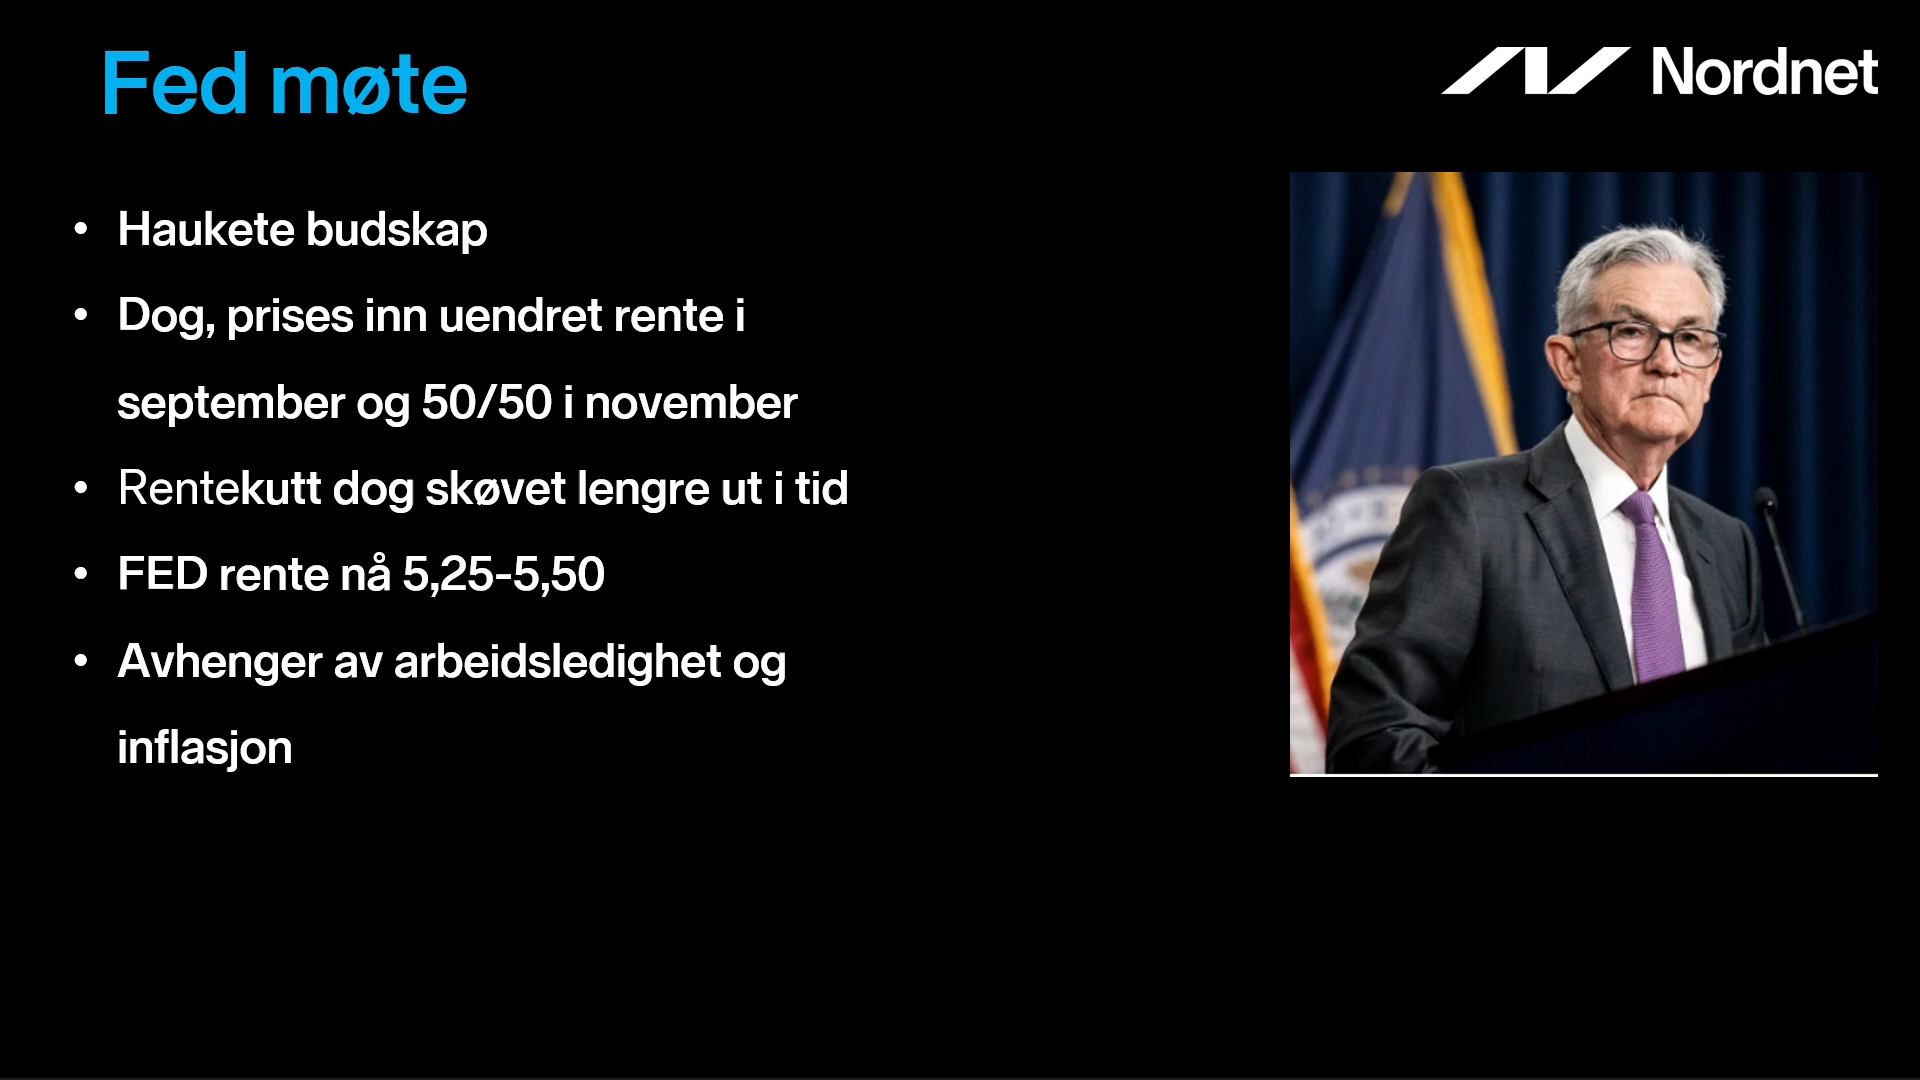 Fed møte
Nordnet
• Haukete budskap
• Dog, prises inn uendret rente i
september og 50/50 i november
• Rentekutt dog skøvet lengre ut i tid
• FED rente nå 5,25-5,50
• Avhenger av arbeidsledighet og
inflasjon